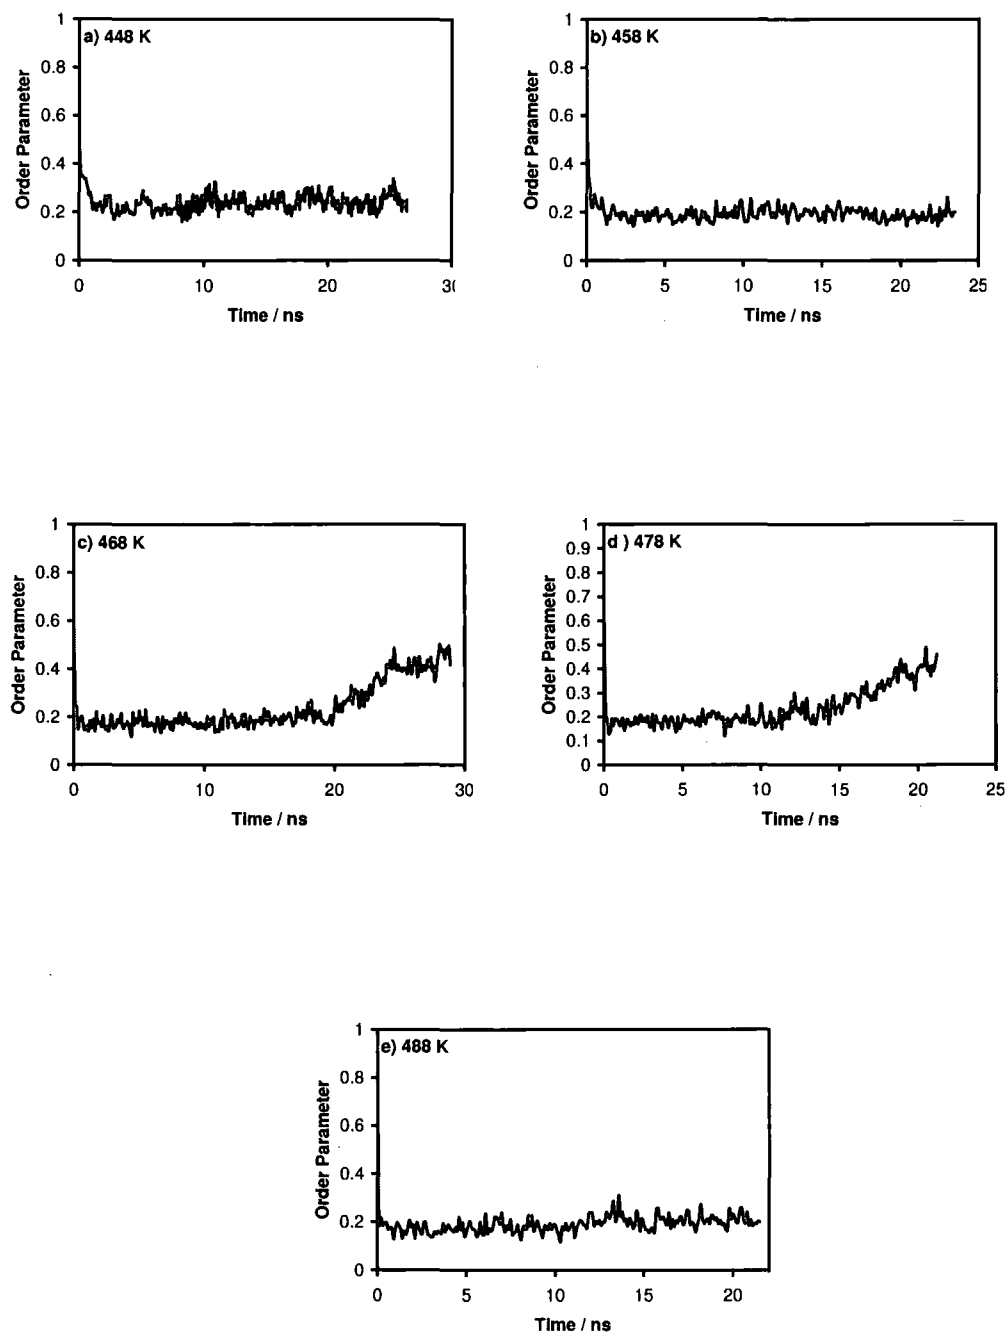 a) 448 K
Order Parameter
1
0.8
0.6
0.4
0.2
0
0 10 20 30
Time / ns
b) 458 K
Order Parameter
1
0.8
0.6
0.4
0.2
0
0 5 10 15 20 25
Time / ns
c) 468 K
Order Parameter
1
0.8
0.6
0.4
0.2
0
0 10 20 30
Time / ns
d ) 478 K
Order Parameter
1
0.9
0.8
0.7
0.6
0.5
0.4
0.3
0.2
0.1
0
0 5 10 15 20 25
Time / ns
e) 488 K
Order Parameter
1
0.8
0.6
0.4
0.2
0
0 5 10 15 20
Time / ns